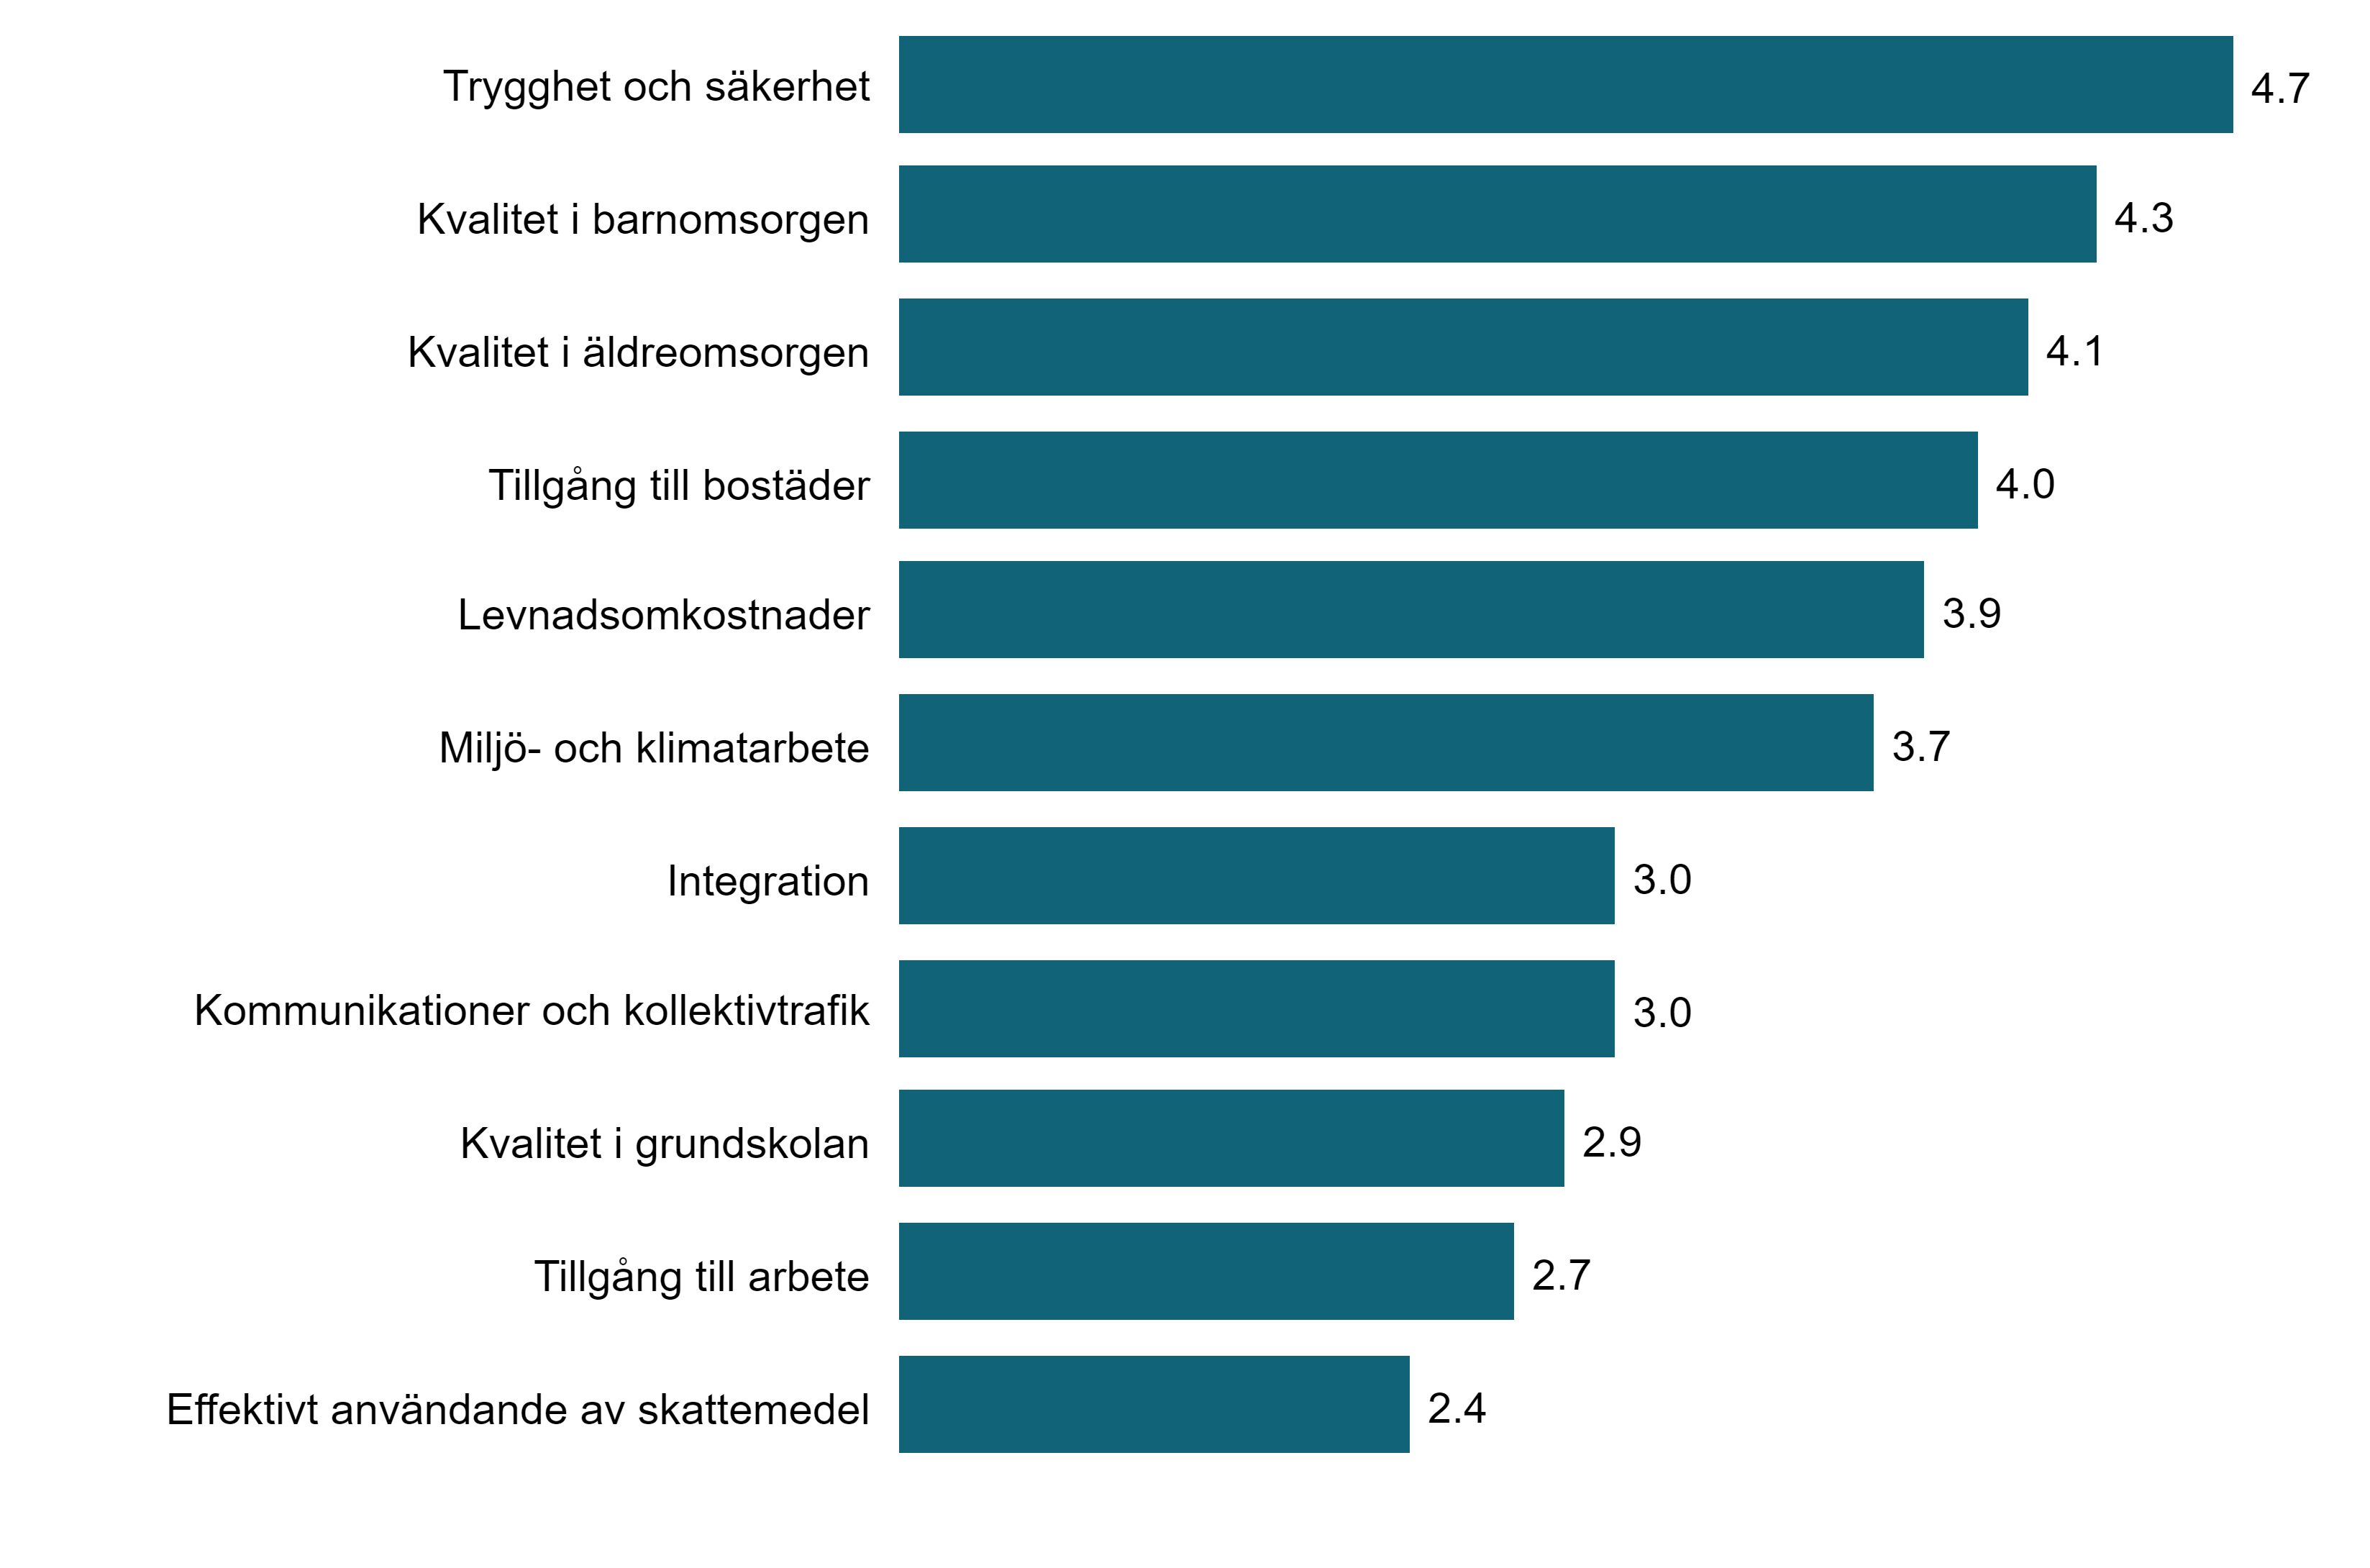 Trygghet och säkerhet 4.7
Kvalitet i barnomsorgen 4.3
Kvalitet i äldreomsorgen 4.1
Tillgång till bostäder 4.0
Levnadsomkostnader 3.9
Miljö- och klimatarbete 3.7
Integration 3.0
Kommunikationer och kollektivtrafik 3.0
Kvalitet i grundskolan 2.9
Tillgång till arbete 2.7
Effektivt användande av skattemedel 2.4